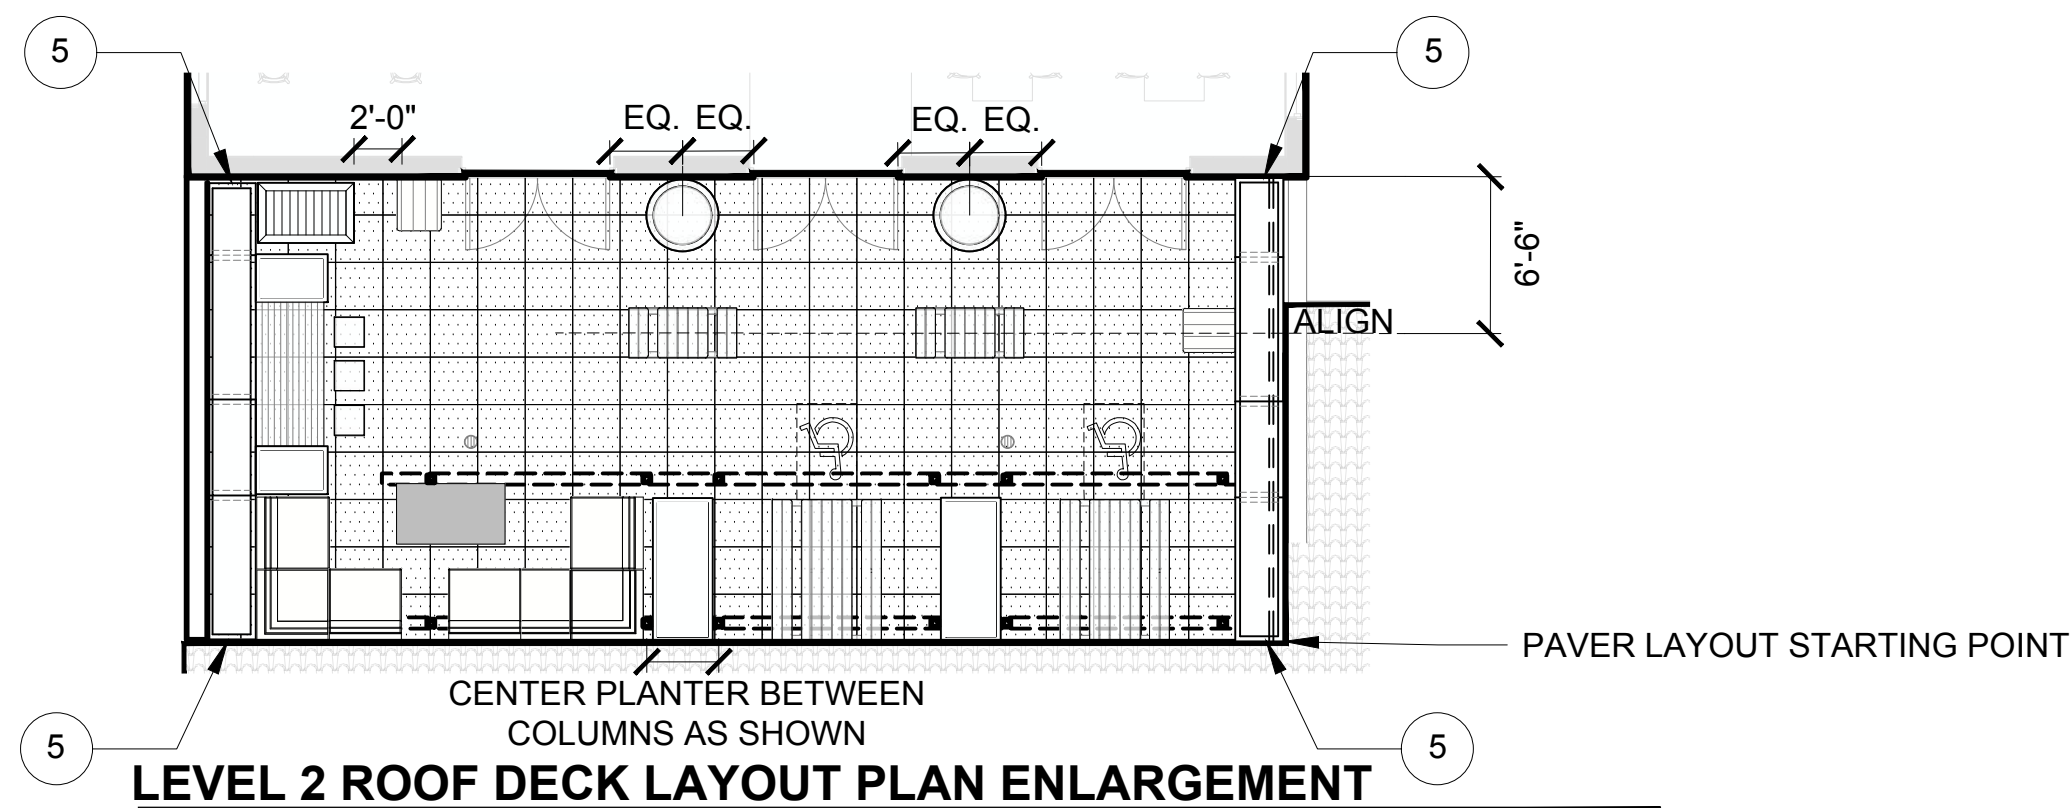 5
5
2'-0"
EQ. EQ.
EQ. EQ.
6'-6"
ALIGN
PAVER LAYOUT STARTING POINT
CENTER PLANTER BETWEEN
COLUMNS AS SHOWN
5
5
LEVEL 2 ROOF DECK LAYOUT PLAN ENLARGEMENT